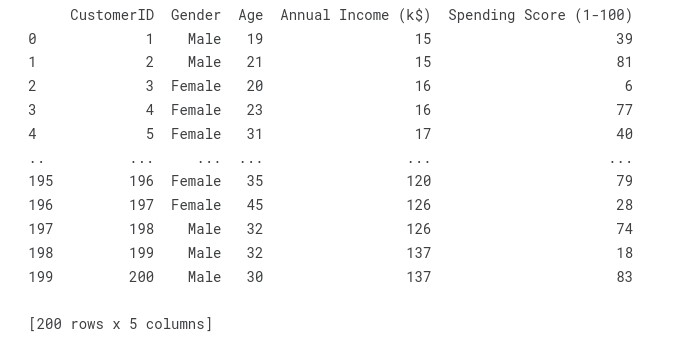 CustomerID Gender Age Annual Income (k$) Spending Score (1-100)
0 1 Male 19 15 39
1 2 Male 21 15 81
2 3 Female 20 16 6
3 4 Female 23 16 77
4 5 Female 31 17 40
.. ... ... ... ... ...
195 196 Female 35 120 79
196 197 Female 45 126 28
197 198 Male 32 126 74
198 199 Male 32 137 18
199 200 Male 30 137 83
[200 rows x 5 columns]